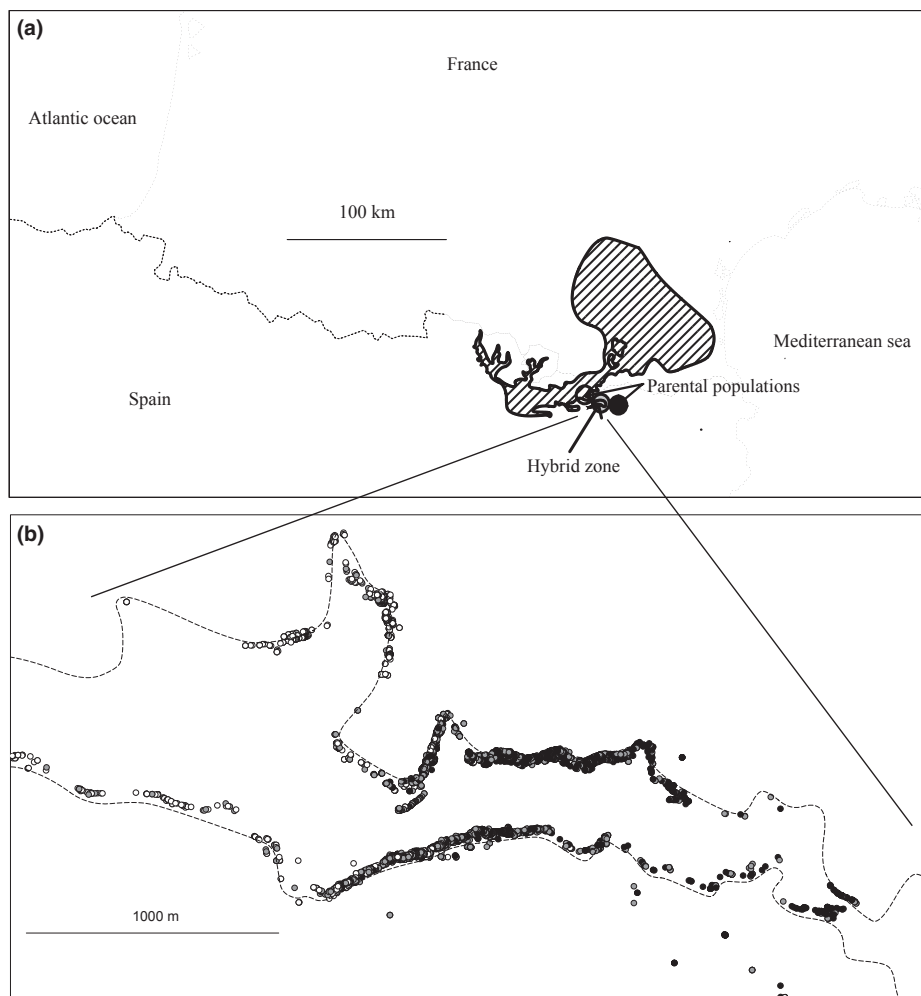 (a)
France
Atlantic ocean
100 km
Mediterranean sea
Spain
Parental populations
Hybrid zone
(b)
1000 m